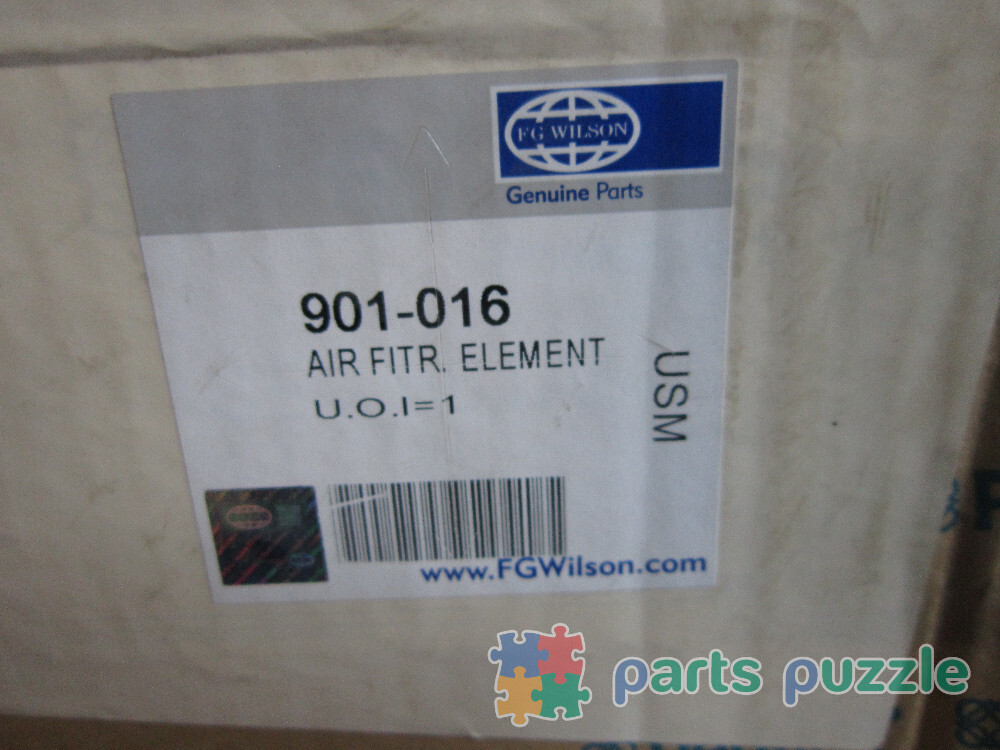 FG WILSON
Genuine Parts
901-016
AIR FITR. ELEMENT
U.O.I=1
USM
www.FGWilson.com
parts puzzle